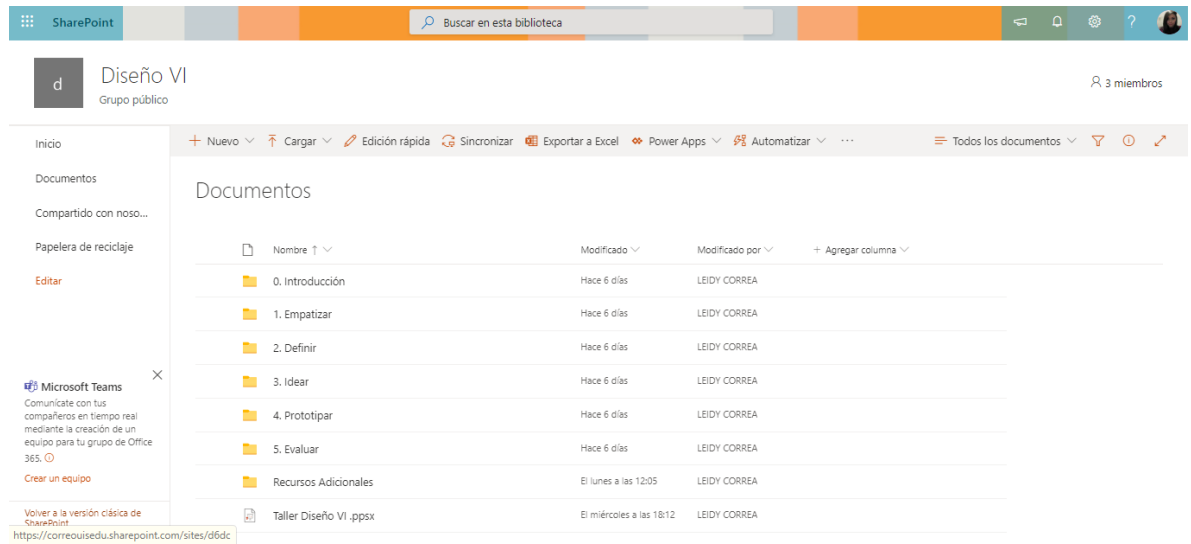 SharePoint
Buscar en esta biblioteca
?
d
Diseño VI
Grupo público
3 miembros
Inicio
Documentos
Compartido con noso...
Papelera de reciclaje
Editar
+ Nuevo Cargar Edición rápida Sincronizar Exportar a Excel Power Apps Automatizar ··· Todos los documentos
Documentos
Nombre ↑ Modificado Modificado por + Agregar columna
0. Introducción Hace 6 días LEIDY CORREA
1. Empatizar Hace 6 días LEIDY CORREA
2. Definir Hace 6 días LEIDY CORREA
3. Idear Hace 6 días LEIDY CORREA
4. Prototipar Hace 6 días LEIDY CORREA
5. Evaluar Hace 6 días LEIDY CORREA
Recursos Adicionales El lunes a las 12:05 LEIDY CORREA
Taller Diseño VI .ppsx El miércoles a las 18:12 LEIDY CORREA
Microsoft Teams
Comunícate con tus
compañeros en tiempo real
mediante la creación de un
equipo para tu grupo de Office
365.
Crear un equipo
Volver a la versión clásica de
SharePoint
https://correouisedu.sharepoint.com/sites/d6dc